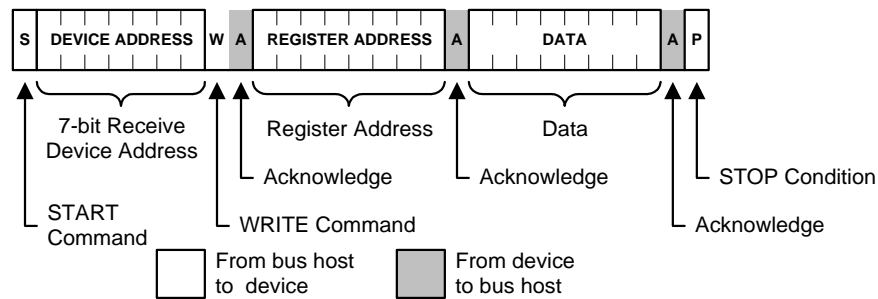 S DEVICE ADDRESS W A REGISTER ADDRESS A DATA A P
7-bit Receive
Device Address
Register Address
Data
Acknowledge
Acknowledge
STOP Condition
START
Command
WRITE Command
Acknowledge
From bus host
to device
From device
to bus host